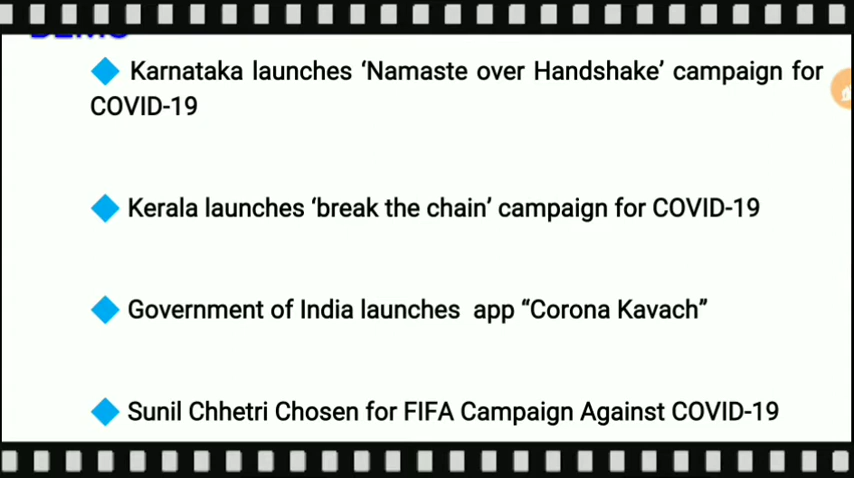 🔷 Karnataka launches ‘Namaste over Handshake’ campaign for
COVID-19
🔷 Kerala launches ‘break the chain’ campaign for COVID-19
🔷 Government of India launches app “Corona Kavach”
🔷 Sunil Chhetri Chosen for FIFA Campaign Against COVID-19